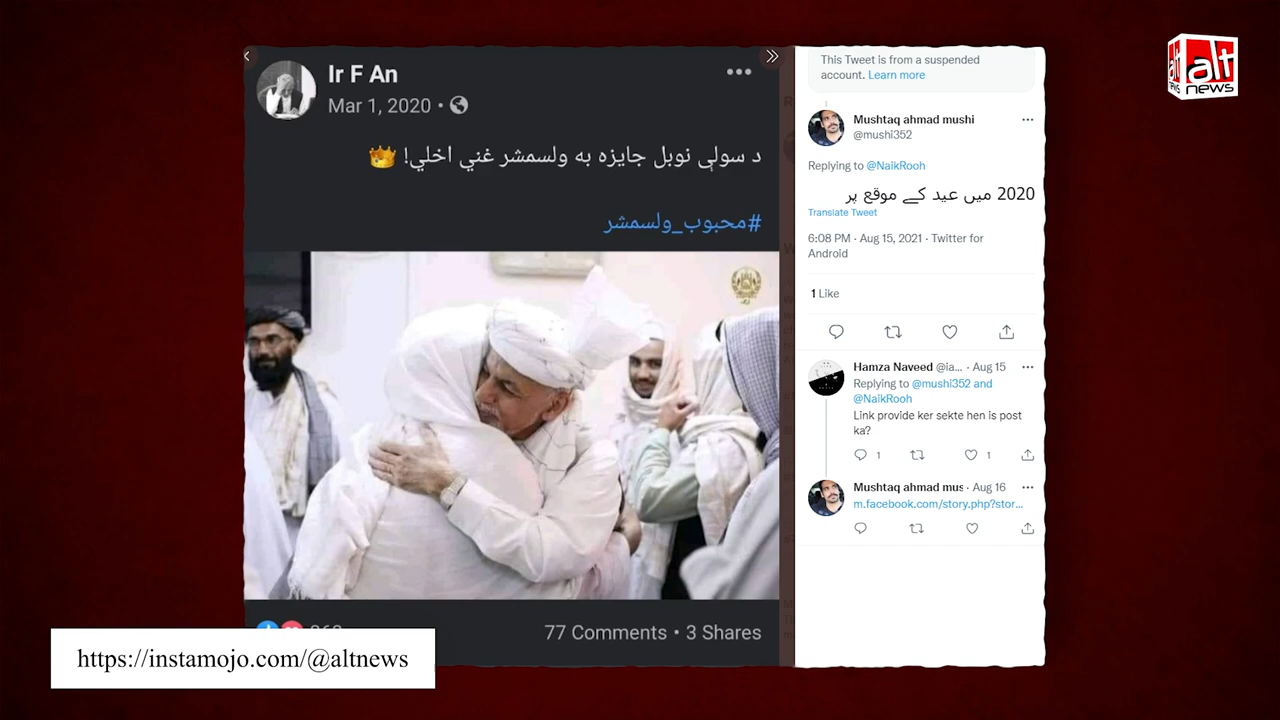 Ir F An
Mar 1, 2020
د سولې نوبل جایزه به ولسمشر غني اخلي!
#محبوب_ولسمشر
77 Comments • 3 Shares
https://instamojo.com/@altnews
This Tweet is from a suspended
account. Learn more
Mushtaq ahmad mushi
@mushi352
Replying to @NaikRooh
2020 میں عید کے موقع پر
Translate Tweet
6:08 PM · Aug 15, 2021 · Twitter for
Android
1 Like
Hamza Naveed @ia... · Aug 15
Replying to @mushi352 and
@NaikRooh
Link provide ker sekte hen is post
ka?
1 1
Mushtaq ahmad mus · Aug 16
m.facebook.com/story.php?stor...
alt
news